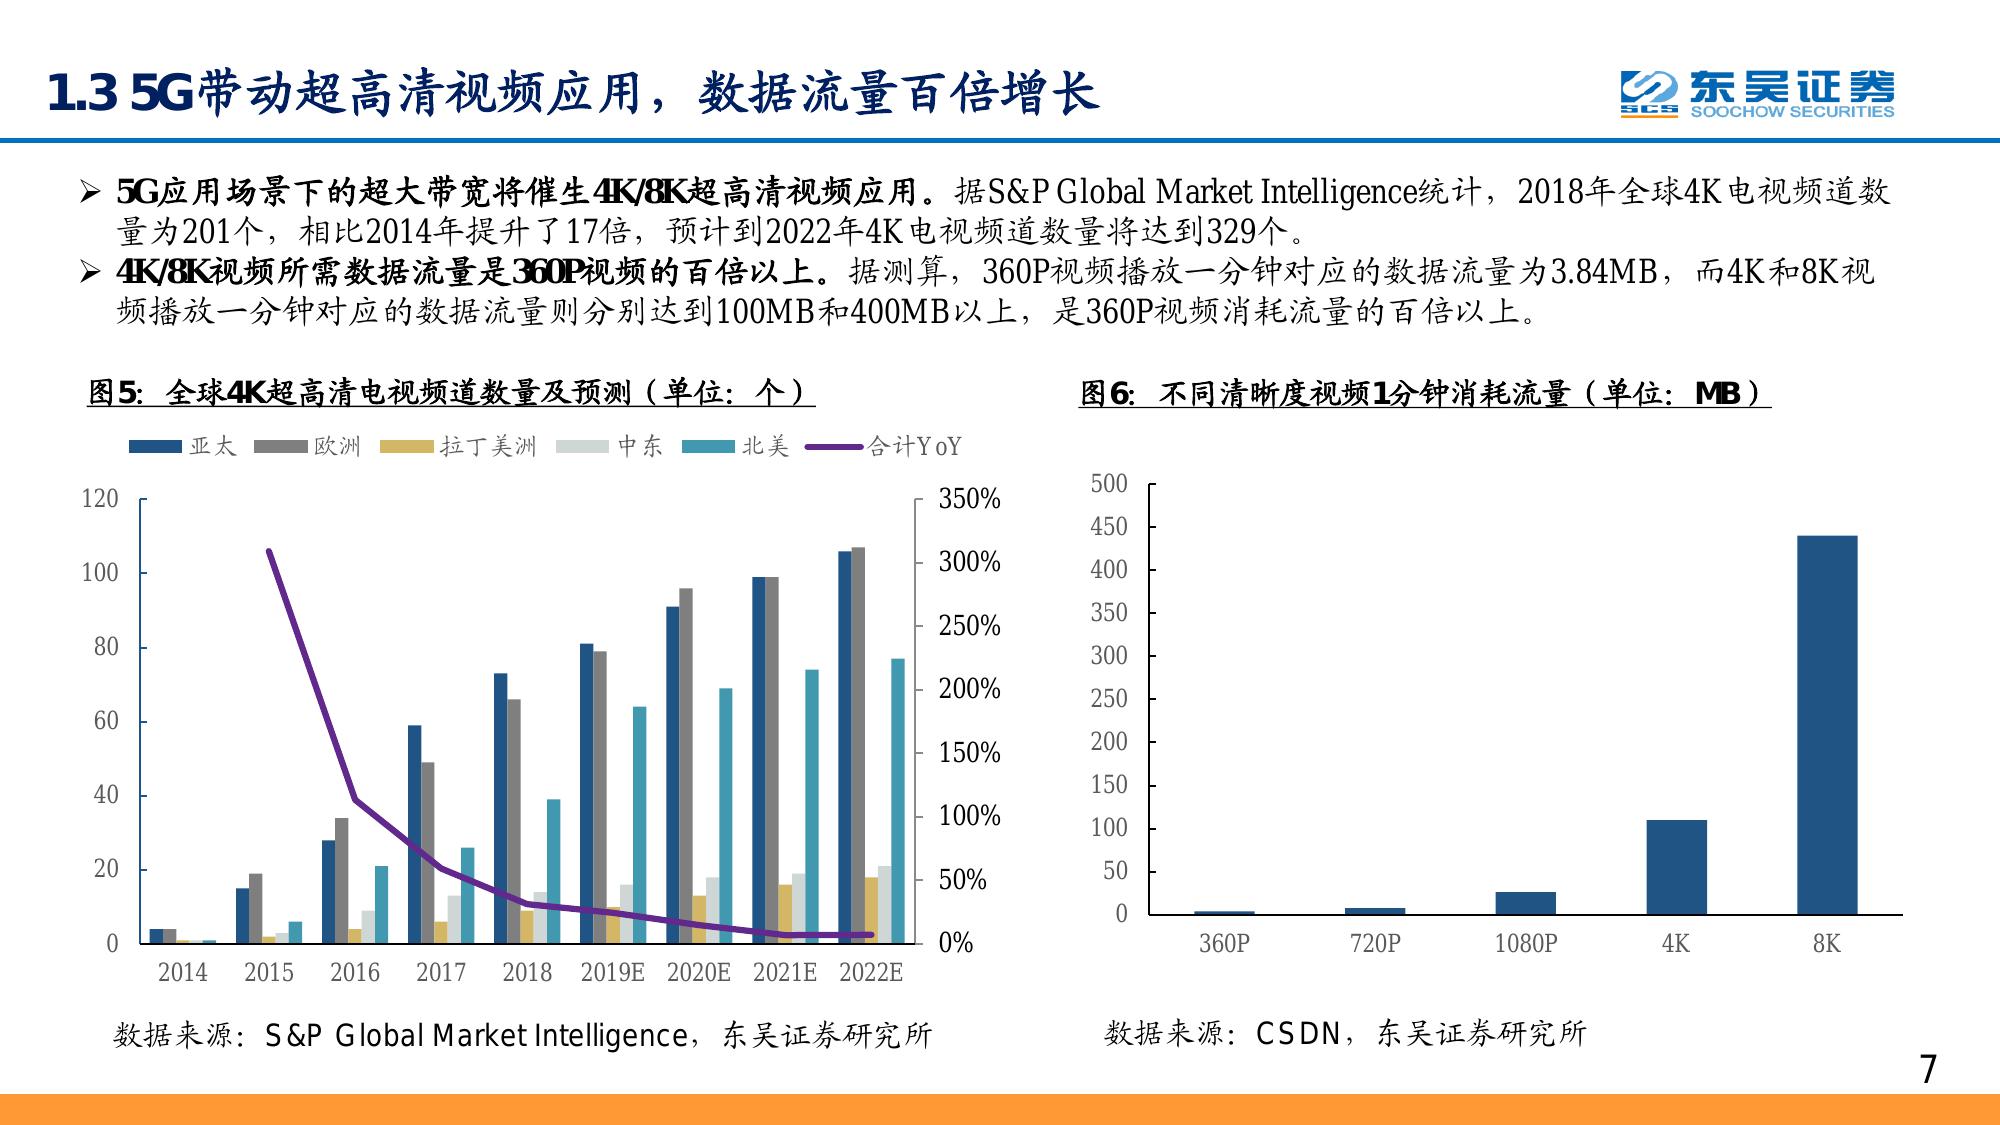 1.3 5G带动超高清视频应用，数据流量百倍增长
东吴证券
SCS
SOOCHOW SECURITIES
➢ 5G应用场景下的超大带宽将催生4K/8K超高清视频应用。据S&P Global Market Intelligence统计，2018年全球4K电视频道数
量为201个，相比2014年提升了17倍，预计到2022年4K电视频道数量将达到329个。
➢ 4K/8K视频所需数据流量是360P视频的百倍以上。据测算，360P视频播放一分钟对应的数据流量为3.84MB，而4K和8K视
频播放一分钟对应的数据流量则分别达到100MB和400MB以上，是360P视频消耗流量的百倍以上。
图5：全球4K超高清电视频道数量及预测（单位：个）
亚太 欧洲 拉丁美洲 中东 北美 合计YoY
120
100
80
60
40
20
0
350%
300%
250%
200%
150%
100%
50%
0%
2014 2015 2016 2017 2018 2019E 2020E 2021E 2022E
数据来源：S&P Global Market Intelligence，东吴证券研究所
图6：不同清晰度视频1分钟消耗流量（单位：MB）
500
450
400
350
300
250
200
150
100
50
0
360P 720P 1080P 4K 8K
数据来源：CSDN，东吴证券研究所
7